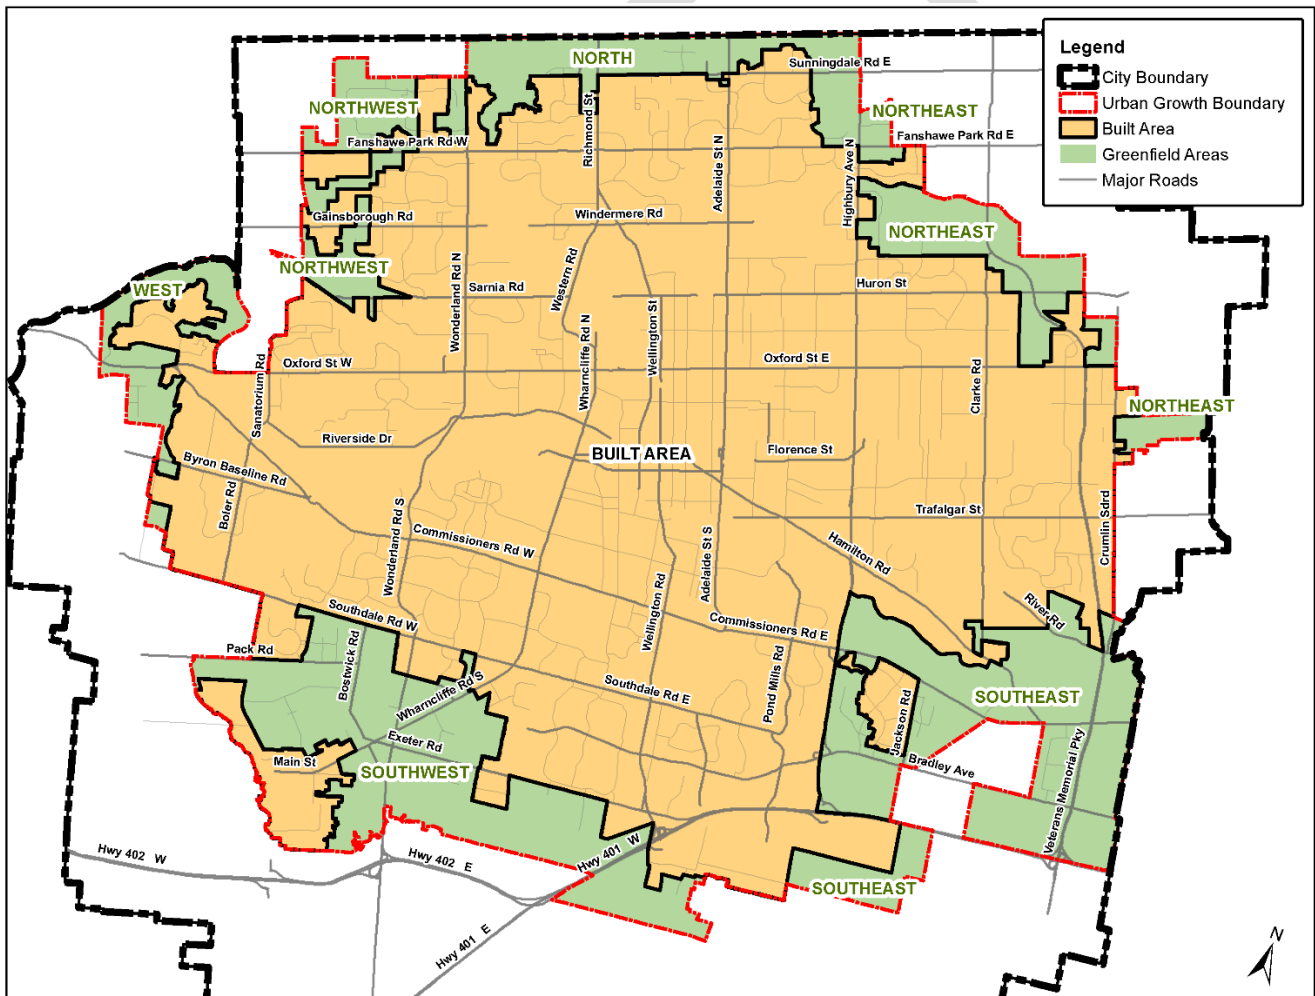 Legend
City Boundary
Urban Growth Boundary
Built Area
Greenfield Areas
Major Roads
NORTH
Sunningdale Rd E
NORTHWEST
NORTHEAST
Richmond St
Fanshawe Park Rd W
Fanshawe Park Rd E
Adelaide St N
Highbury Ave N
Gainsborough Rd
Windermere Rd
NORTHEAST
NORTHWEST
WEST
Wonderland Rd N
Western Rd
Sarnia Rd
Huron St
Wellington St
Wharncliffe Rd N
Oxford St W
Oxford St E
Sanatorium Rd
Clarke Rd
NORTHEAST
Riverside Dr
BUILT AREA
Florence St
Byron Baseline Rd
Boler Rd
Wonderland Rd S
Commissioners Rd W
Trafalgar St
Crumlin Sdrd
Adelaide St S
Hamilton Rd
Wellington Rd
Southdale Rd W
Commissioners Rd E
River Rd
Pack Rd
Bostwick Rd
Wharncliffe Rd S
Southdale Rd E
Pond Mills Rd
SOUTHEAST
Jackson Rd
Exeter Rd
Main St
SOUTHWEST
Bradley Ave
Veterans Memorial Pky
Hwy 402 W
Hwy 402 E
Hwy 401 W
SOUTHEAST
Hwy 401 E
N